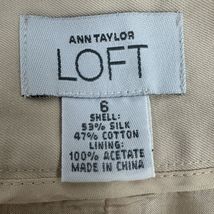 ANN TAYLOR
LOFT
6
SHELL:
53% SILK
47% COTTON
LINING:
100% ACETATE
MADE IN CHINA